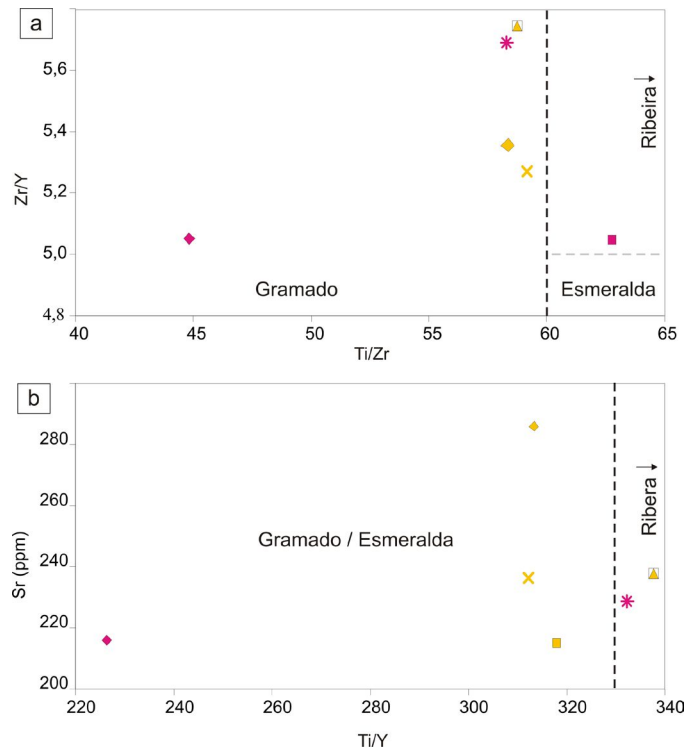 a
Zr/Y
5,6
5,4
5,2
5,0
4,8
Ribeira
Gramado
Esmeralda
40
45
50
55
60
65
Ti/Zr
b
Sr (ppm)
280
260
240
220
200
Ribera
Gramado / Esmeralda
220
240
260
280
300
320
340
Ti/Y